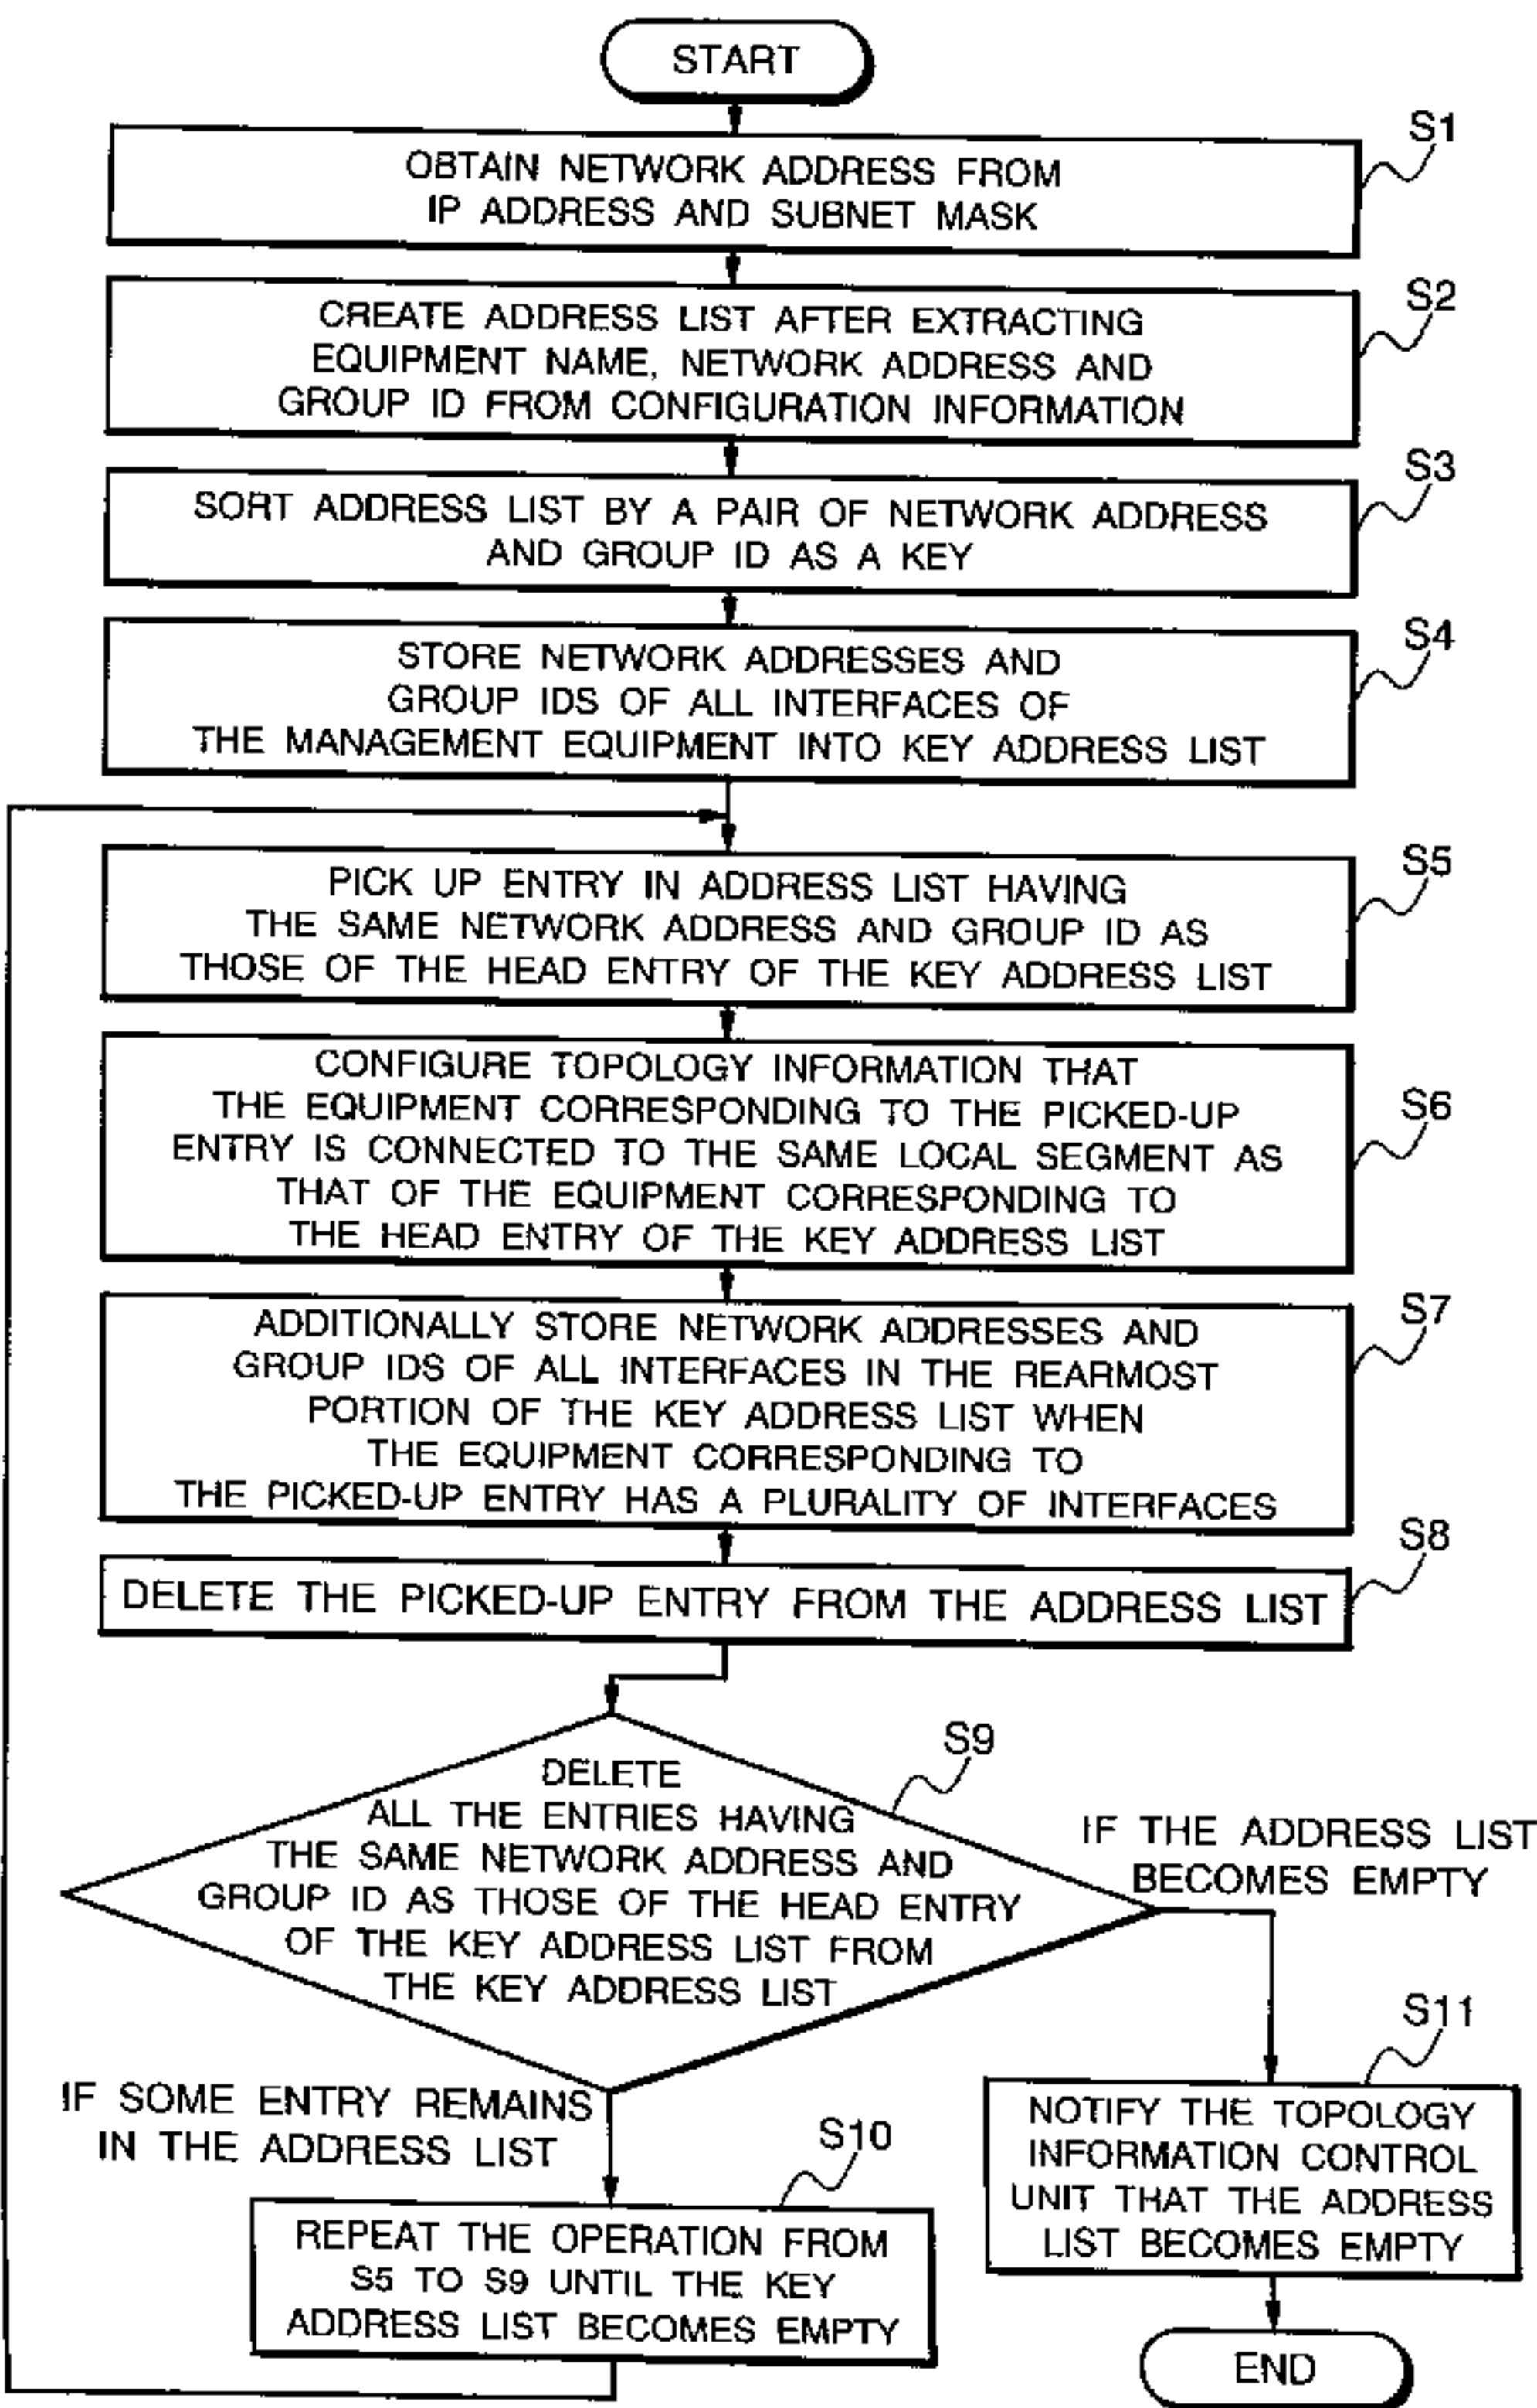 START
S1
OBTAIN NETWORK ADDRESS FROM
IP ADDRESS AND SUBNET MASK
S2
CREATE ADDRESS LIST AFTER EXTRACTING
EQUIPMENT NAME, NETWORK ADDRESS AND
GROUP ID FROM CONFIGURATION INFORMATION
S3
SORT ADDRESS LIST BY A PAIR OF NETWORK ADDRESS
AND GROUP ID AS A KEY
S4
STORE NETWORK ADDRESSES AND
GROUP IDS OF ALL INTERFACES OF
THE MANAGEMENT EQUIPMENT INTO KEY ADDRESS LIST
S5
PICK UP ENTRY IN ADDRESS LIST HAVING
THE SAME NETWORK ADDRESS AND GROUP ID AS
THOSE OF THE HEAD ENTRY OF THE KEY ADDRESS LIST
S6
CONFIGURE TOPOLOGY INFORMATION THAT
THE EQUIPMENT CORRESPONDING TO THE PICKED-UP
ENTRY IS CONNECTED TO THE SAME LOCAL SEGMENT AS
THAT OF THE EQUIPMENT CORRESPONDING TO
THE HEAD ENTRY OF THE KEY ADDRESS LIST
S7
ADDITIONALLY STORE NETWORK ADDRESSES AND
GROUP IDS OF ALL INTERFACES IN THE REARMOST
PORTION OF THE KEY ADDRESS LIST WHEN
THE EQUIPMENT CORRESPONDING TO
THE PICKED-UP ENTRY HAS A PLURALITY OF INTERFACES
S8
DELETE THE PICKED-UP ENTRY FROM THE ADDRESS LIST
S9
DELETE
ALL THE ENTRIES HAVING
THE SAME NETWORK ADDRESS AND
GROUP ID AS THOSE OF THE HEAD ENTRY
OF THE KEY ADDRESS LIST FROM
THE KEY ADDRESS LIST
IF THE ADDRESS LIST
BECOMES EMPTY
IF SOME ENTRY REMAINS
IN THE ADDRESS LIST
S10
REPEAT THE OPERATION FROM
S5 TO S9 UNTIL THE KEY
ADDRESS LIST BECOMES EMPTY
S11
NOTIFY THE TOPOLOGY
INFORMATION CONTROL
UNIT THAT THE ADDRESS
LIST BECOMES EMPTY
END